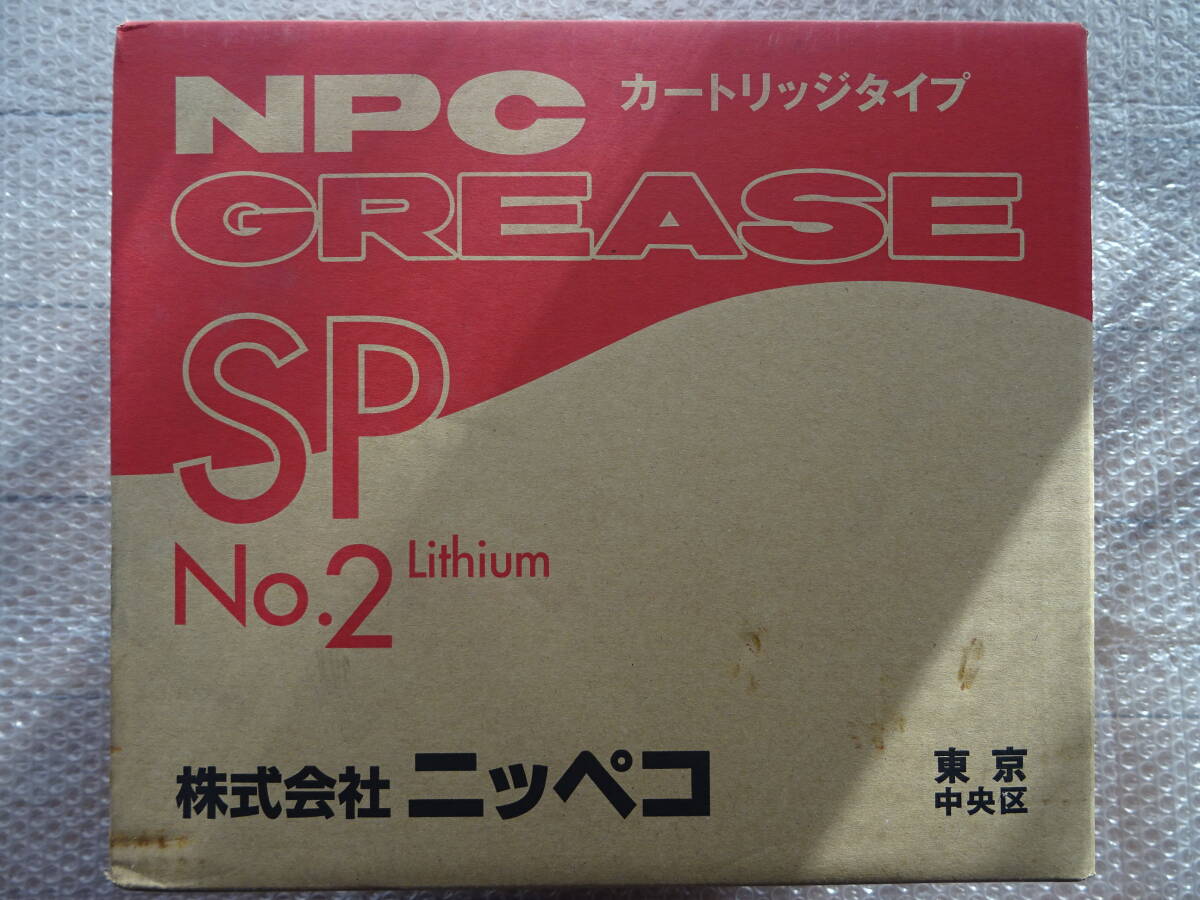 NPC カートリッジタイプ
GREASE
SP
No.2 Lithium
株式会社 ニッペコ
東京
中央区